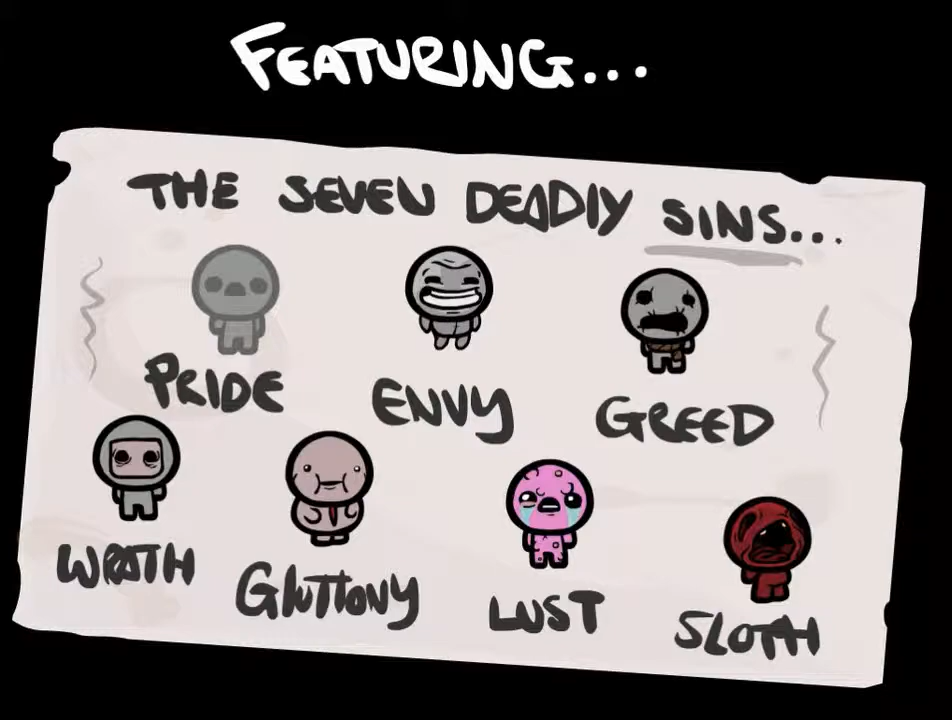 FEATURING...
THE SEVEN DEADLY SINS...
PRIDE ENVY GREED
WRATH GLUTTONY LUST SLOTH